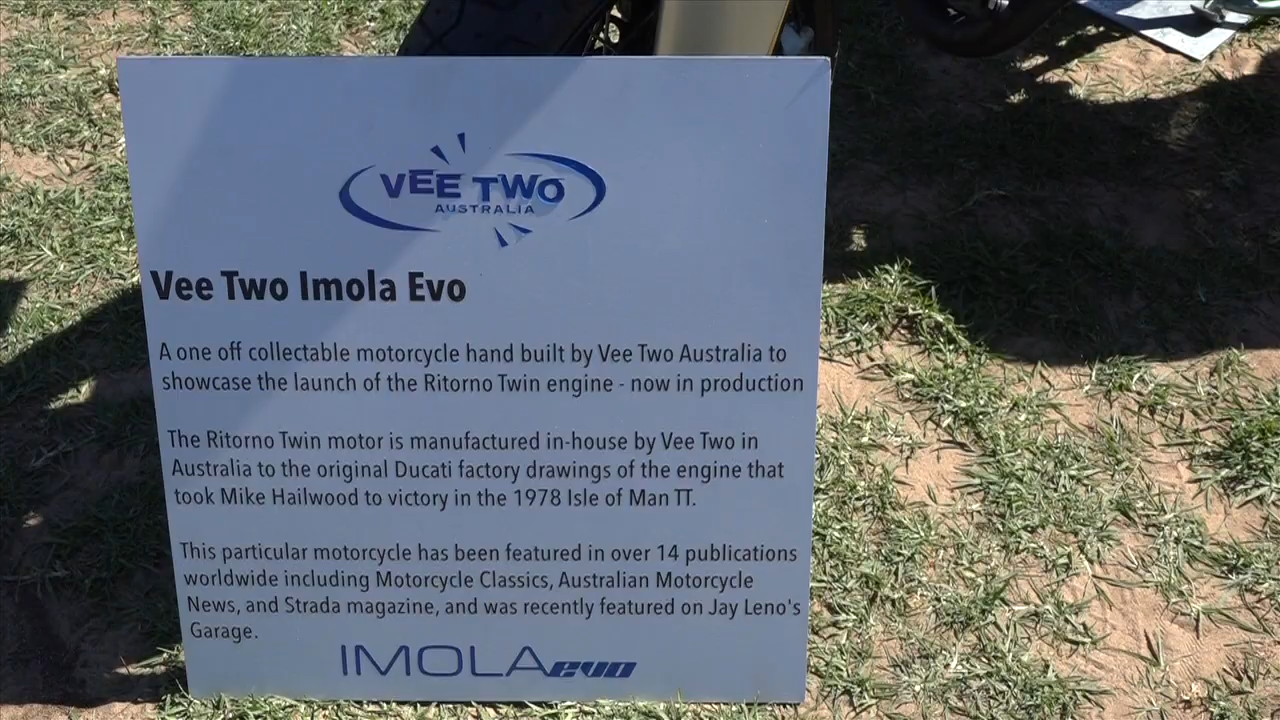 VEE TWO
AUSTRALIA
Vee Two Imola Evo
A one off collectable motorcycle hand built by Vee Two Australia to
showcase the launch of the Ritorno Twin engine - now in production
The Ritorno Twin motor is manufactured in-house by Vee Two in
Australia to the original Ducati factory drawings of the engine that
took Mike Hailwood to victory in the 1978 Isle of Man TT.
This particular motorcycle has been featured in over 14 publications
worldwide including Motorcycle Classics, Australian Motorcycle
News, and Strada magazine, and was recently featured on Jay Leno's
Garage.
IMOLA evo